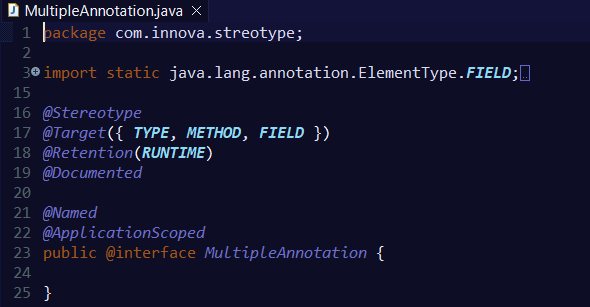 MultipleAnnotation.java
1 package com.innova.streotype;
2
3 import static java.lang.annotation.ElementType.FIELD;
15
16 @Stereotype
17 @Target({ TYPE, METHOD, FIELD })
18 @Retention(RUNTIME)
19 @Documented
20
21 @Named
22 @ApplicationScoped
23 public @interface MultipleAnnotation {
24
25 }